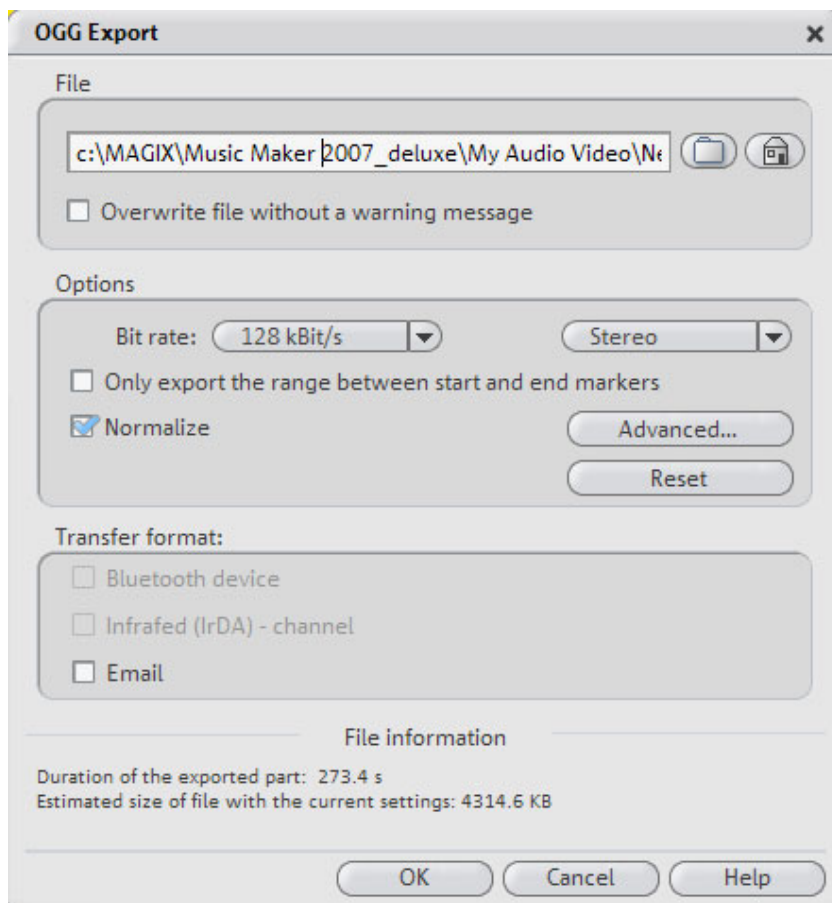 OGG Export
File
c:\MAGIX\Music Maker 2007_deluxe\My Audio Video\Ne
Overwrite file without a warning message
Options
Bit rate: 128 kBit/s Stereo
Only export the range between start and end markers
Normalize Advanced...
Reset
Transfer format:
Bluetooth device
Infrafed (IrDA) - channel
Email
File information
Duration of the exported part: 273.4 s
Estimated size of file with the current settings: 4314.6 KB
OK Cancel Help